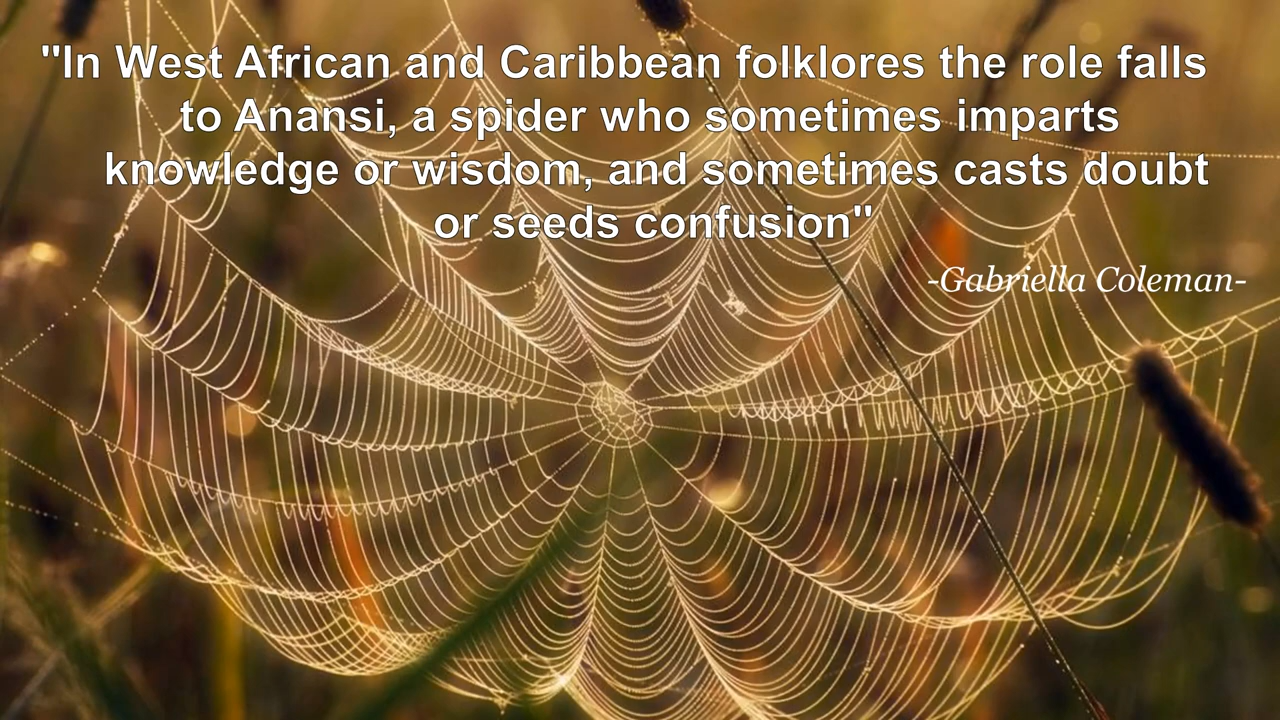 "In West African and Caribbean folklores the role falls
to Anansi, a spider who sometimes imparts
knowledge or wisdom, and sometimes casts doubt
or seeds confusion"
-Gabriella Coleman-